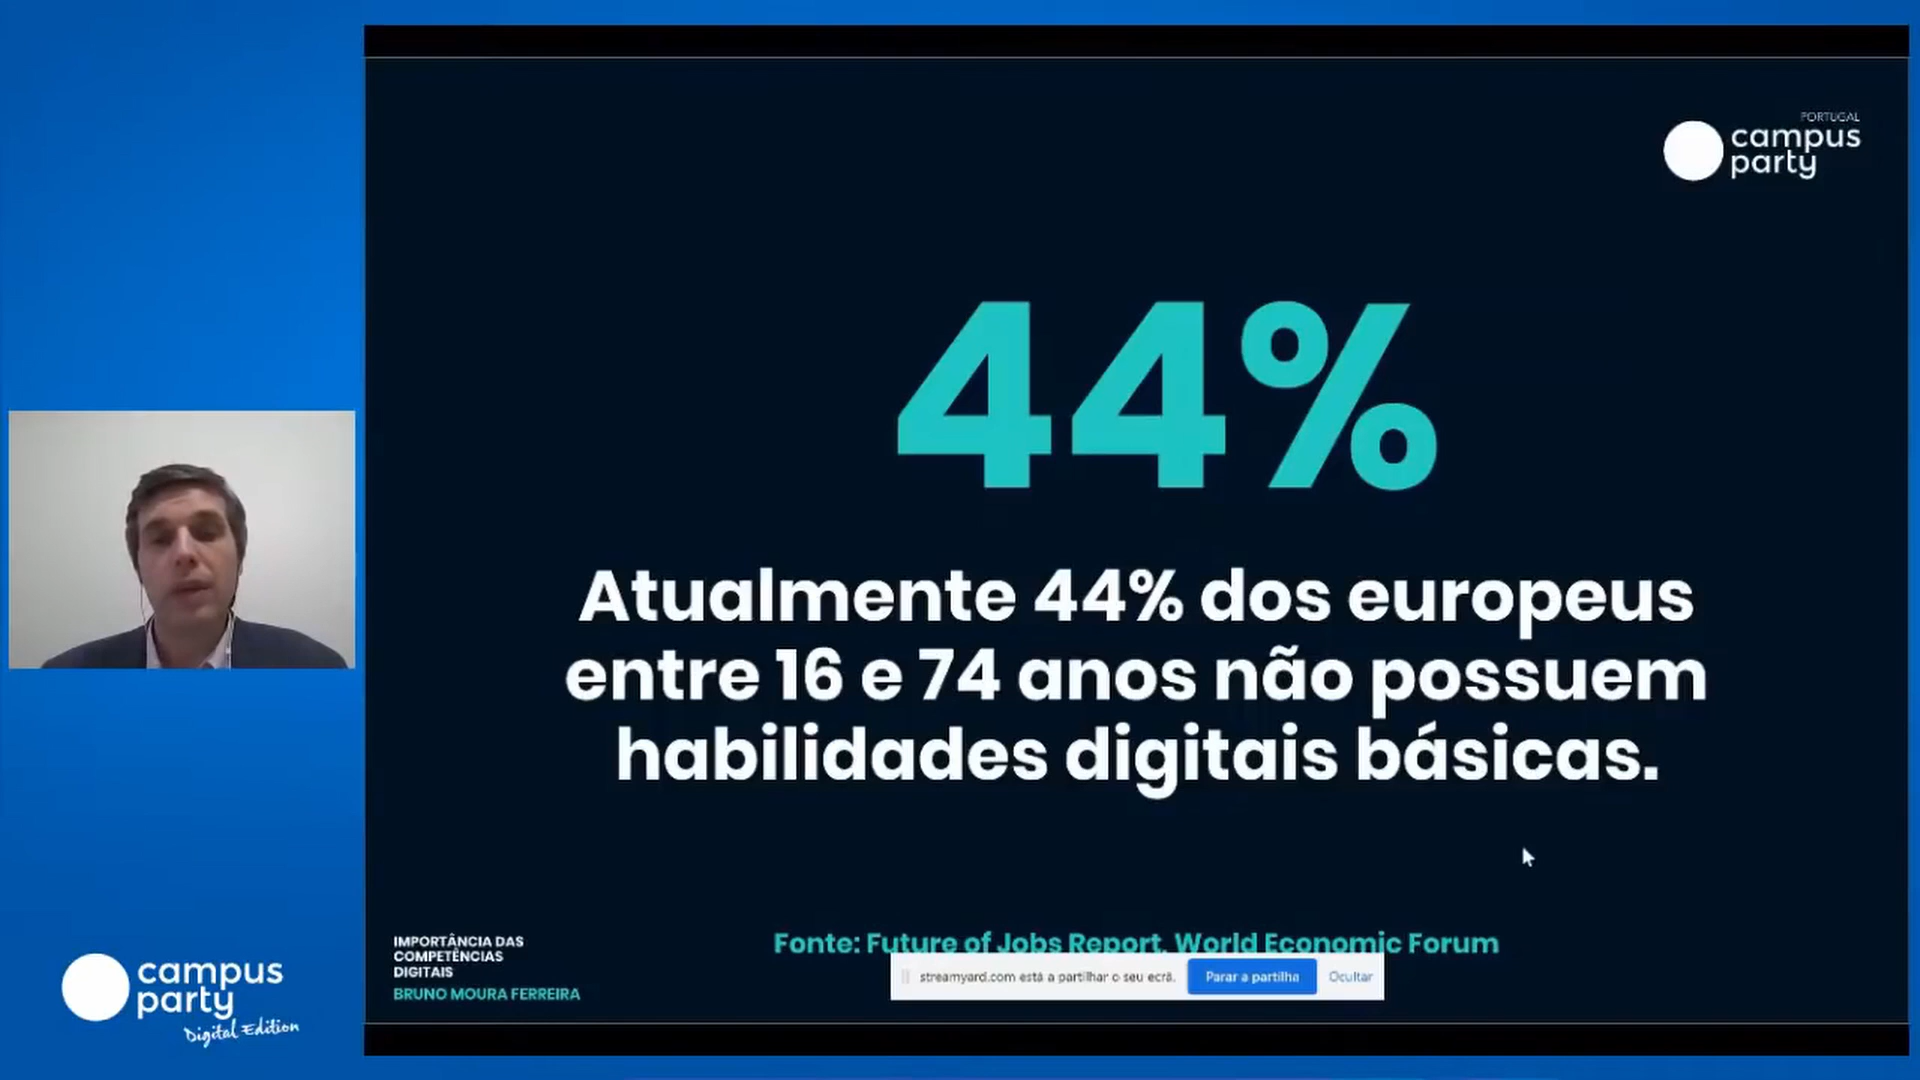 PORTUGAL
campus
party
44%
Atualmente 44% dos europeus
entre 16 e 74 anos não possuem
habilidades digitais básicas.
Fonte: Future of Jobs Report, World Economic Forum
streamyard.com está a partilhar o seu ecrã. Parar a partilha Ocultar
IMPORTÂNCIA DAS
COMPETÊNCIAS
DIGITAIS
BRUNO MOURA FERREIRA
campus
party
Digital Edition